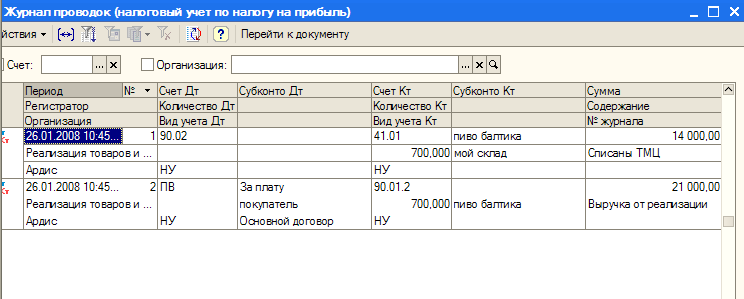 Журнал проводок (налоговый учет по налогу на прибыль)
йствия Перейти к документу
Счет: ... x Организация: ... x
Период № Счет Дт Субконто Дт Счет Кт Субконто Кт Сумма
Регистратор Количество Дт Количество Кт Содержание
Организация Вид учета Дт Вид учета Кт № журнала
26.01.2008 10:45... 1 90.02 41.01 пиво балтика 14 000,00
Реализация товаров и ... 700,000 мой склад Списаны ТМЦ
Ардис НУ НУ
26.01.2008 10:45... 2 ПВ За плату 90.01.2 21 000,00
Реализация товаров и ... покупатель 700,000 пиво балтика Выручка от реализации
Ардис НУ Основной договор НУ